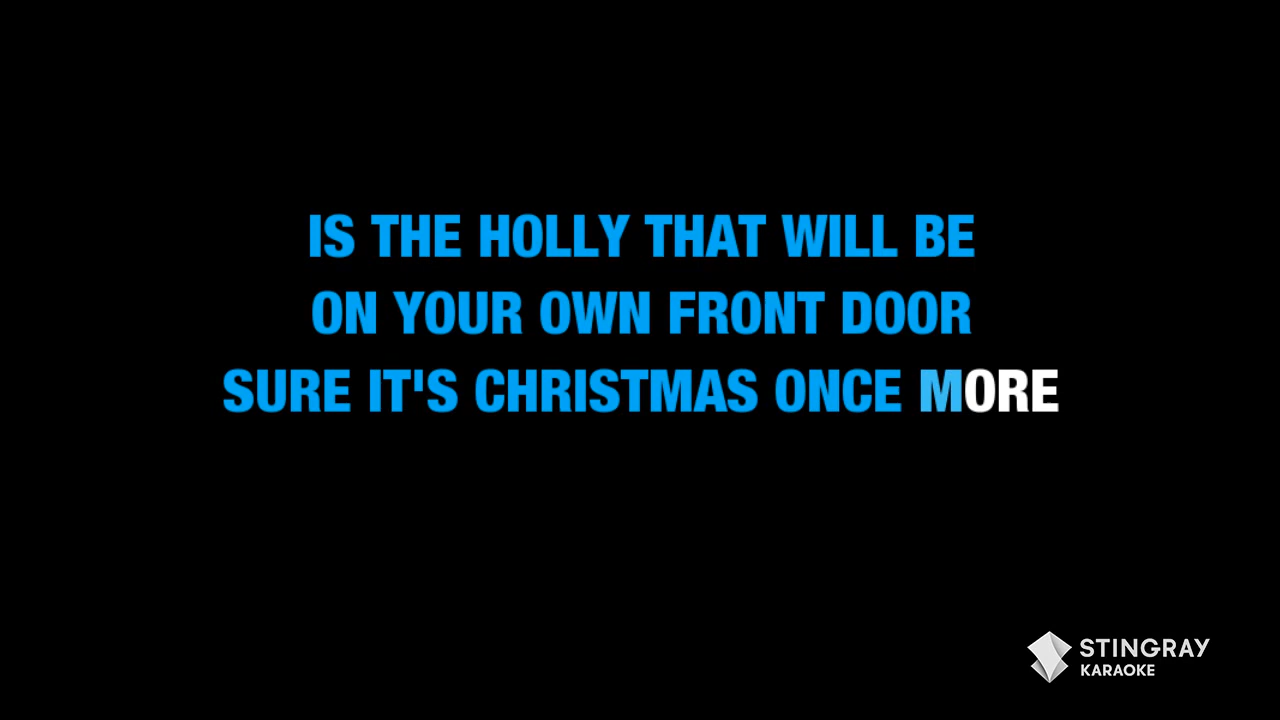 IS THE HOLLY THAT WILL BE
ON YOUR OWN FRONT DOOR
SURE IT'S CHRISTMAS ONCE MORE
STINGRAY
KARAOKE